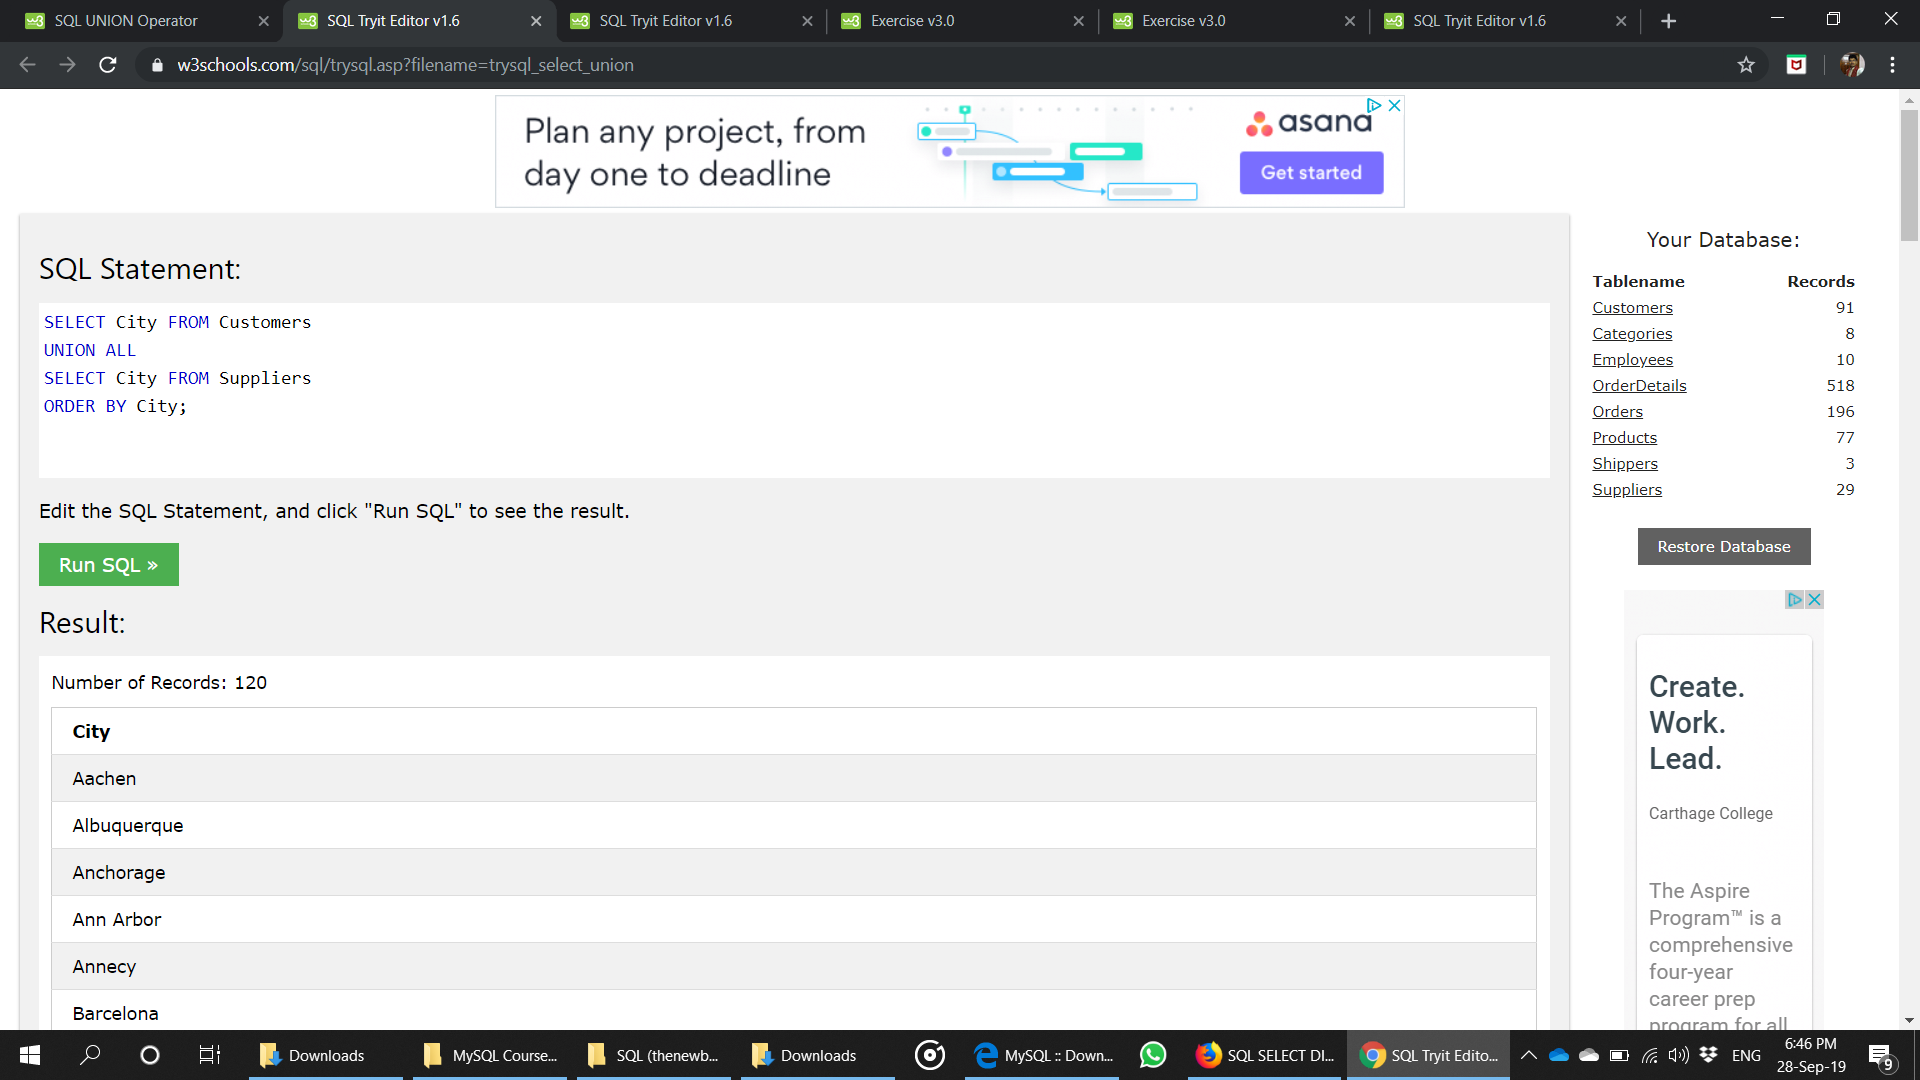 SQL UNION Operator
SQL Tryit Editor v1.6
SQL Tryit Editor v1.6
Exercise v3.0
Exercise v3.0
SQL Tryit Editor v1.6
w3schools.com/sql/trysql.asp?filename=trysql_select_union
Plan any project, from
day one to deadline
asana
Get started
SQL Statement:
SELECT City FROM Customers
UNION ALL
SELECT City FROM Suppliers
ORDER BY City;
Edit the SQL Statement, and click "Run SQL" to see the result.
Run SQL »
Result:
Number of Records: 120
City
Aachen
Albuquerque
Anchorage
Ann Arbor
Annecy
Barcelona
Your Database:
Tablename Records
Customers 91
Categories 8
Employees 10
OrderDetails 518
Orders 196
Products 77
Shippers 3
Suppliers 29
Restore Database
Create.
Work.
Lead.
Carthage College
The Aspire
Program™ is a
comprehensive
four-year
career prep
program for all
Downloads
MySQL Course...
SQL (thenewb...
Downloads
MySQL :: Down...
SQL SELECT DI...
SQL Tryit Edito...
ENG
6:46 PM
28-Sep-19
9